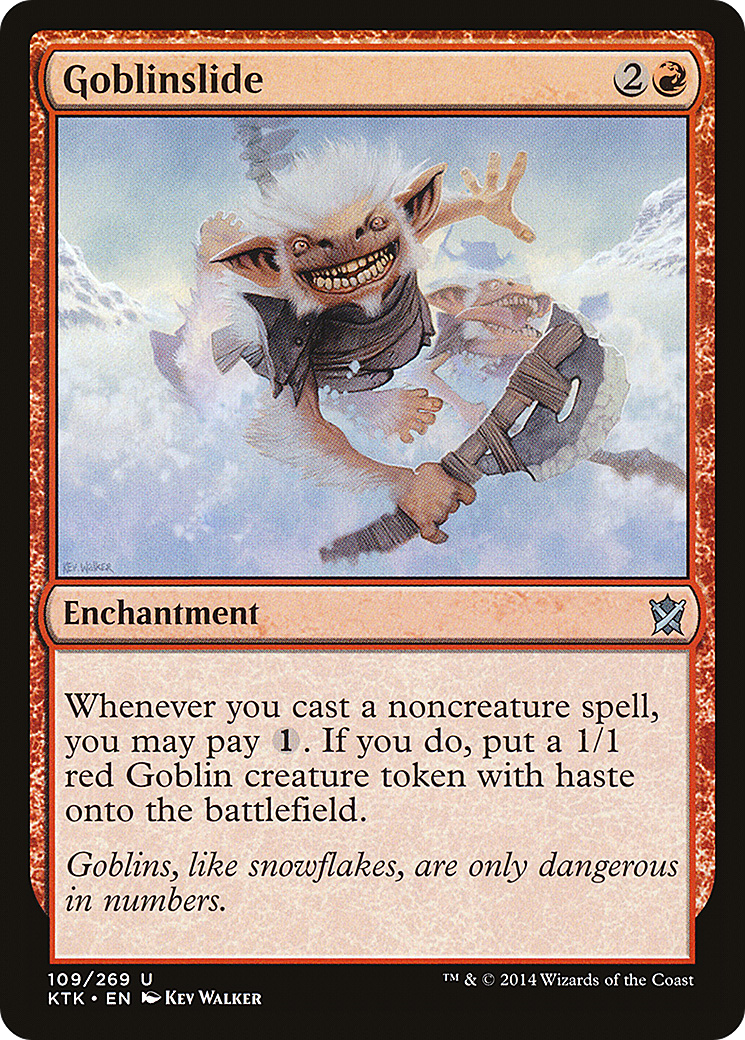 Goblinslide 2
KEV. WALKER
Enchantment
Whenever you cast a noncreature spell,
you may pay 1. If you do, put a 1/1
red Goblin creature token with haste
onto the battlefield.
Goblins, like snowflakes, are only dangerous
in numbers.
109/269 U ™ & © 2014 Wizards of the Coast
KTK • EN Kev Walker